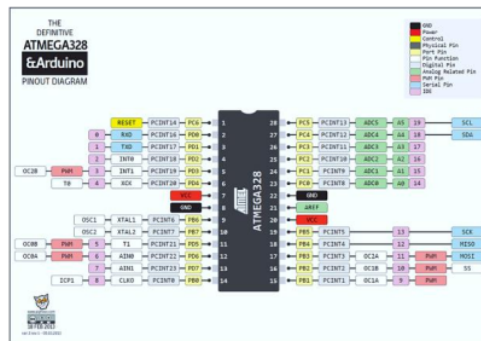 THE
DEFINITIVE
ATMEGA328
&Arduino
PINOUT DIAGRAM
GND
Power
Control
Physical Pin
Port Pin
Pin Function
Digital Pin
Analog Related Pin
PWM Pin
Serial Pin
IDE
RESET PCINT14 PC6 1
0 RXD PCINT16 PD0 2
1 TXD PCINT17 PD1 3
2 INT0 PCINT18 PD2 4
OC2B PWM 3 INT1 PCINT19 PD3 5
T0 4 XCK PCINT20 PD4 6
VCC 7
GND 8
OSC1 XTAL1 PCINT6 PB6 9
OSC2 XTAL2 PCINT7 PB7 10
OC0B PWM 5 T1 PCINT21 PD5 11
OC0A PWM 6 AIN0 PCINT22 PD6 12
7 AIN1 PCINT23 PD7 13
ICP1 8 CLKO PCINT0 PB0 14
ATMEL
ATMEGA328
28 PC5 PCINT13 ADC5 A5 19 SCL
27 PC4 PCINT12 ADC4 A4 18 SDA
26 PC3 PCINT11 ADC3 A3 17
25 PC2 PCINT10 ADC2 A2 16
24 PC1 PCINT9 ADC1 A1 15
23 PC0 PCINT8 ADC0 A0 14
22 GND
21 AREF
20 VCC
19 PB5 PCINT5 13 SCK
18 PB4 PCINT4 12 MISO
17 PB3 PCINT3 OC2A 11 PWM MOSI
16 PB2 PCINT2 OC1B 10 PWM SS
15 PB1 PCINT1 OC1A 9 PWM
18 FEB 2013